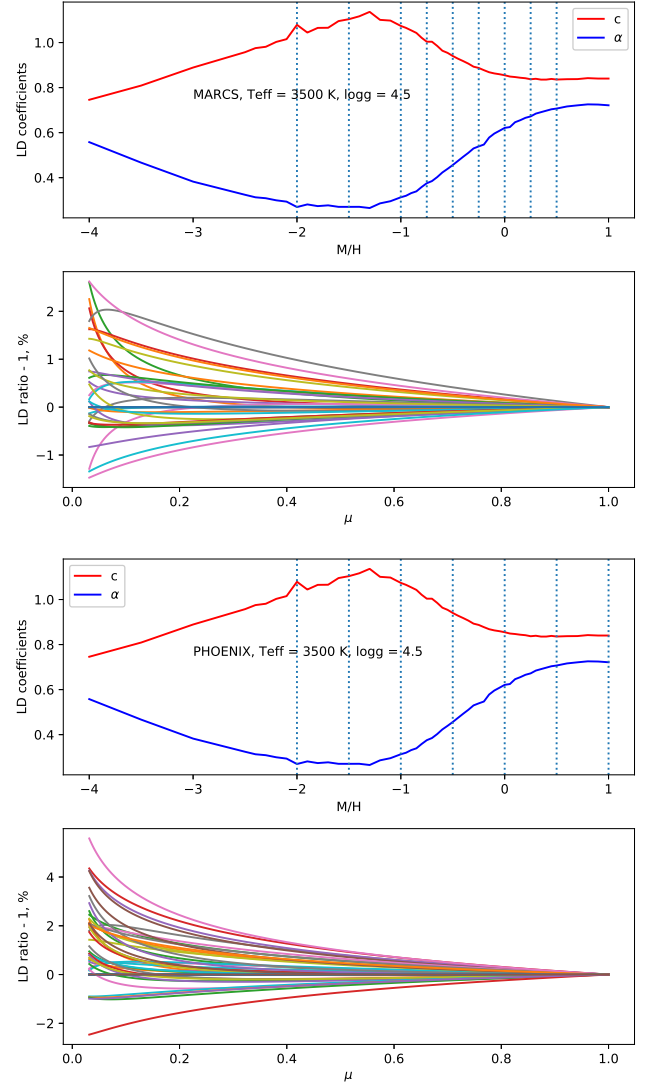 1.0
0.8
0.6
0.4
LD coefficients
c
α
MARCS, Teff = 3500 K, logg = 4.5
−4 −3 −2 −1 0 1
M/H
2
1
0
−1
LD ratio - 1, %
0.0 0.2 0.4 0.6 0.8 1.0
μ
1.0
0.8
0.6
0.4
LD coefficients
c
α
PHOENIX, Teff = 3500 K, logg = 4.5
−4 −3 −2 −1 0 1
M/H
4
2
0
−2
LD ratio - 1, %
0.0 0.2 0.4 0.6 0.8 1.0
μ